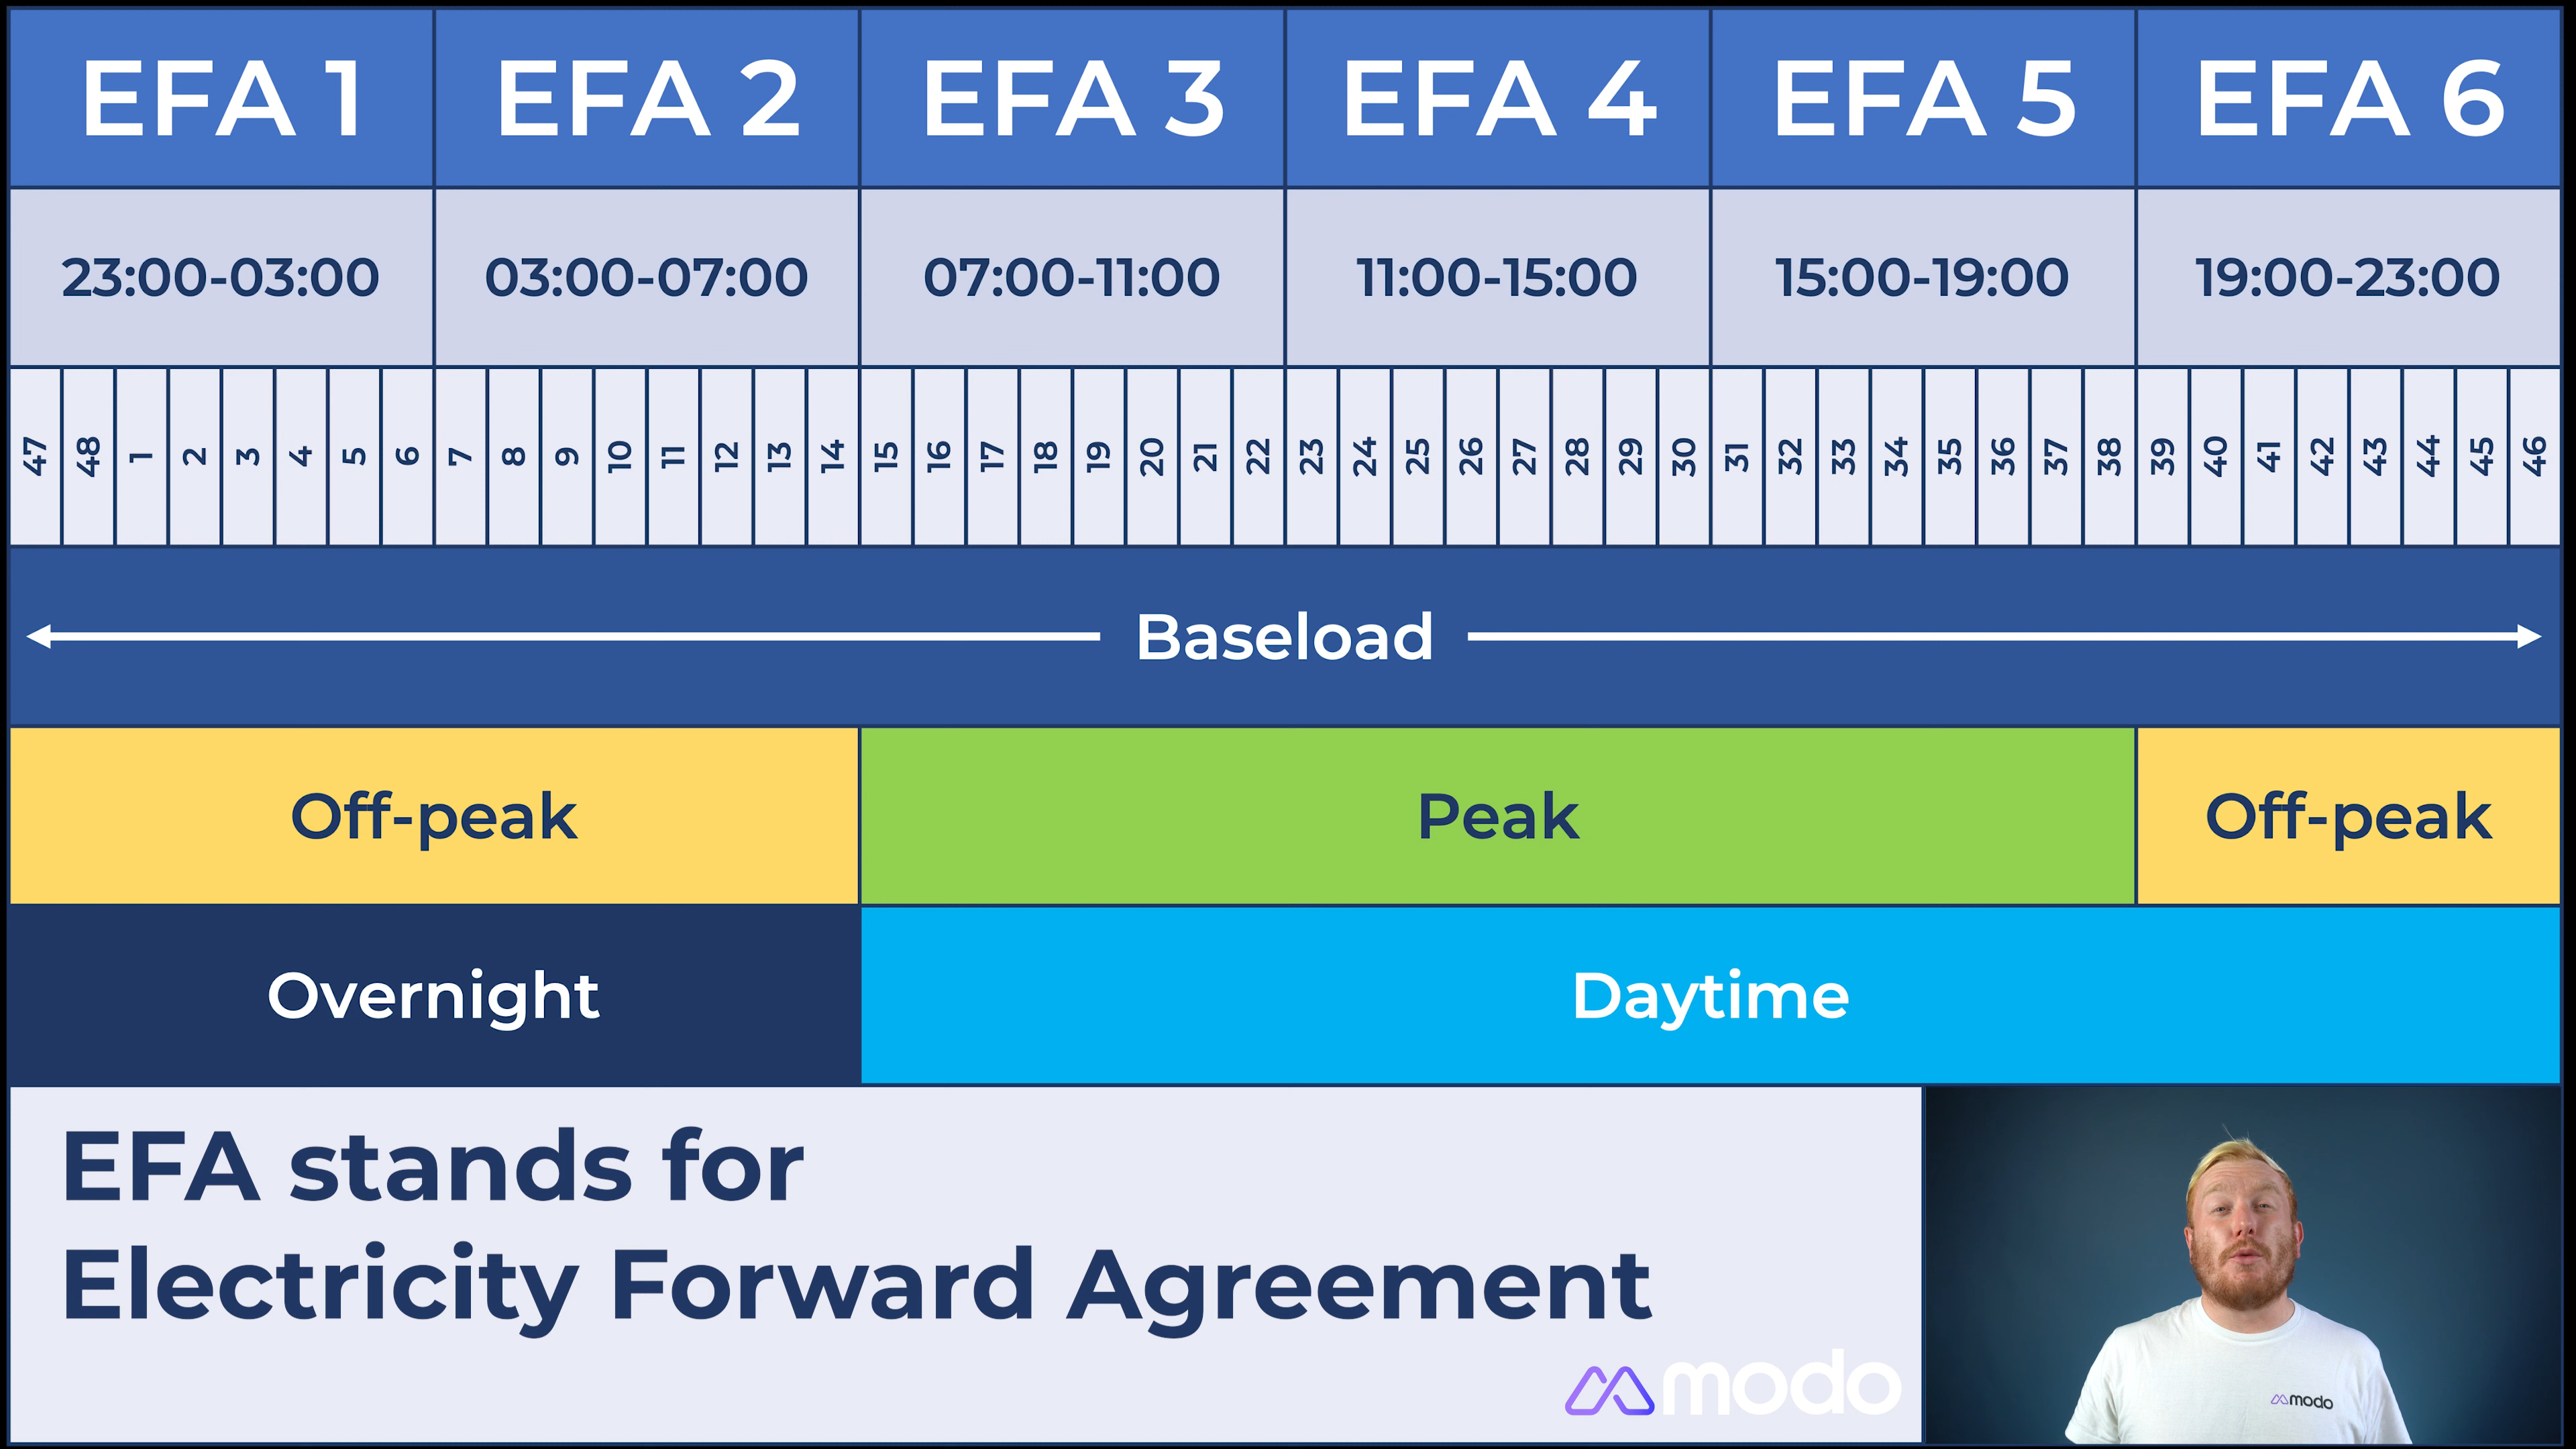 EFA 1 EFA 2 EFA 3 EFA 4 EFA 5 EFA 6
23:00-03:00 03:00-07:00 07:00-11:00 11:00-15:00 15:00-19:00 19:00-23:00
47 48 1 2 3 4 5 6 7 8 9 10 11 12 13 14 15 16 17 18 19 20 21 22 23 24 25 26 27 28 29 30 31 32 33 34 35 36 37 38 39 40 41 42 43 44 45 46
Baseload
Off-peak Peak Off-peak
Overnight Daytime
EFA stands for
Electricity Forward Agreement
modo
modo